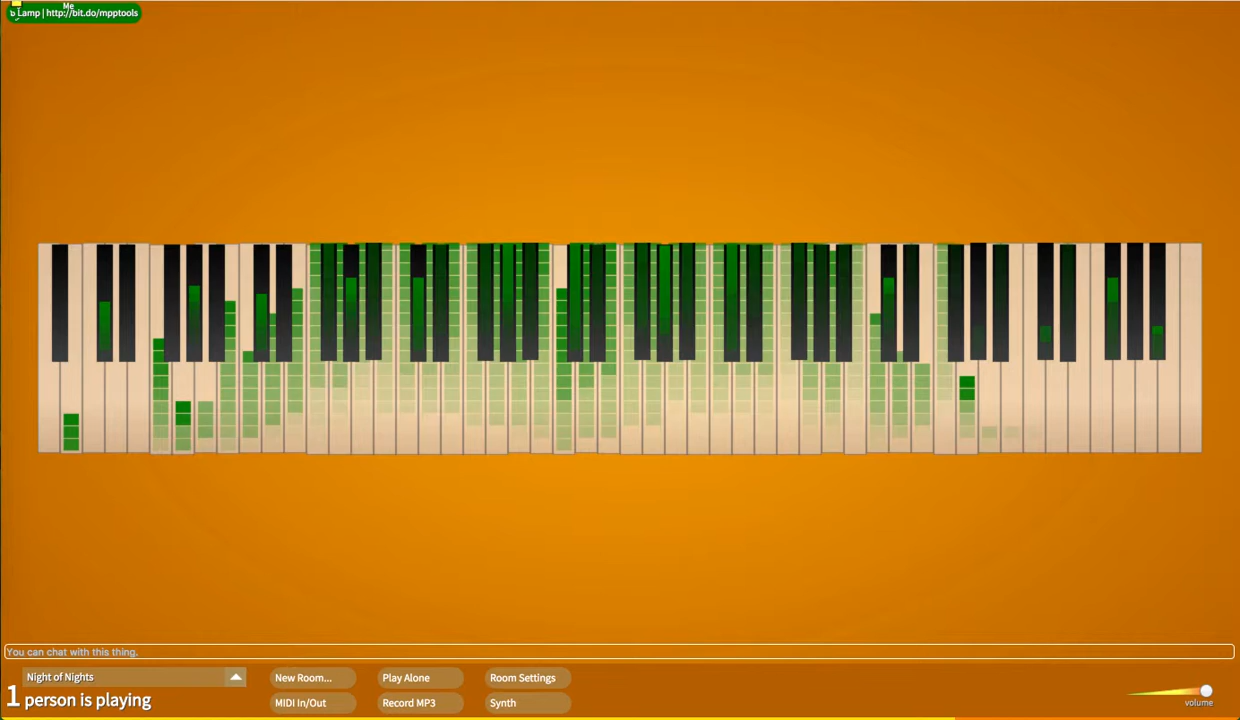 Me
Lamp | http://bit.do/mpptools
You can chat with this thing.
Night of Nights
New Room...
Play Alone
Room Settings
1 person is playing
MIDI In/Out
Record MP3
Synth
volume